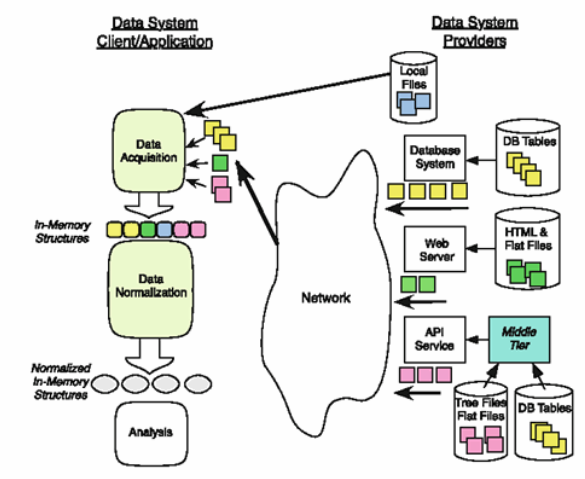 Data System
Client/Application
Data System
Providers
Local
Files
Data
Acquisition
Database
System
DB Tables
In-Memory
Structures
Web
Server
HTML &
Flat Files
Data
Normalization
Network
API
Service
Middle
Tier
Normalized
In-Memory
Structures
Tree Files
Flat Files
DB Tables
Analysis